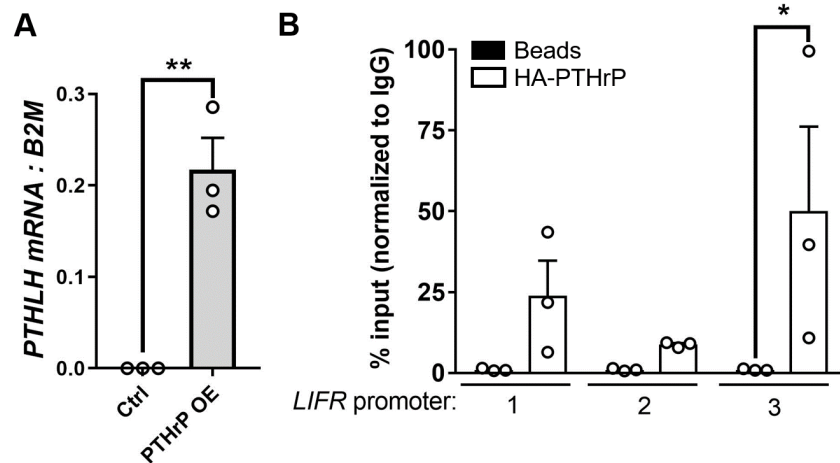 A
**
PTHLH mRNA : B2M
0.3
0.2
0.1
0.0
Ctrl
PTHrP OE
B
*
Beads
HA-PTHrP
% input (normalized to IgG)
100
75
50
25
0
LIFR promoter: 1 2 3